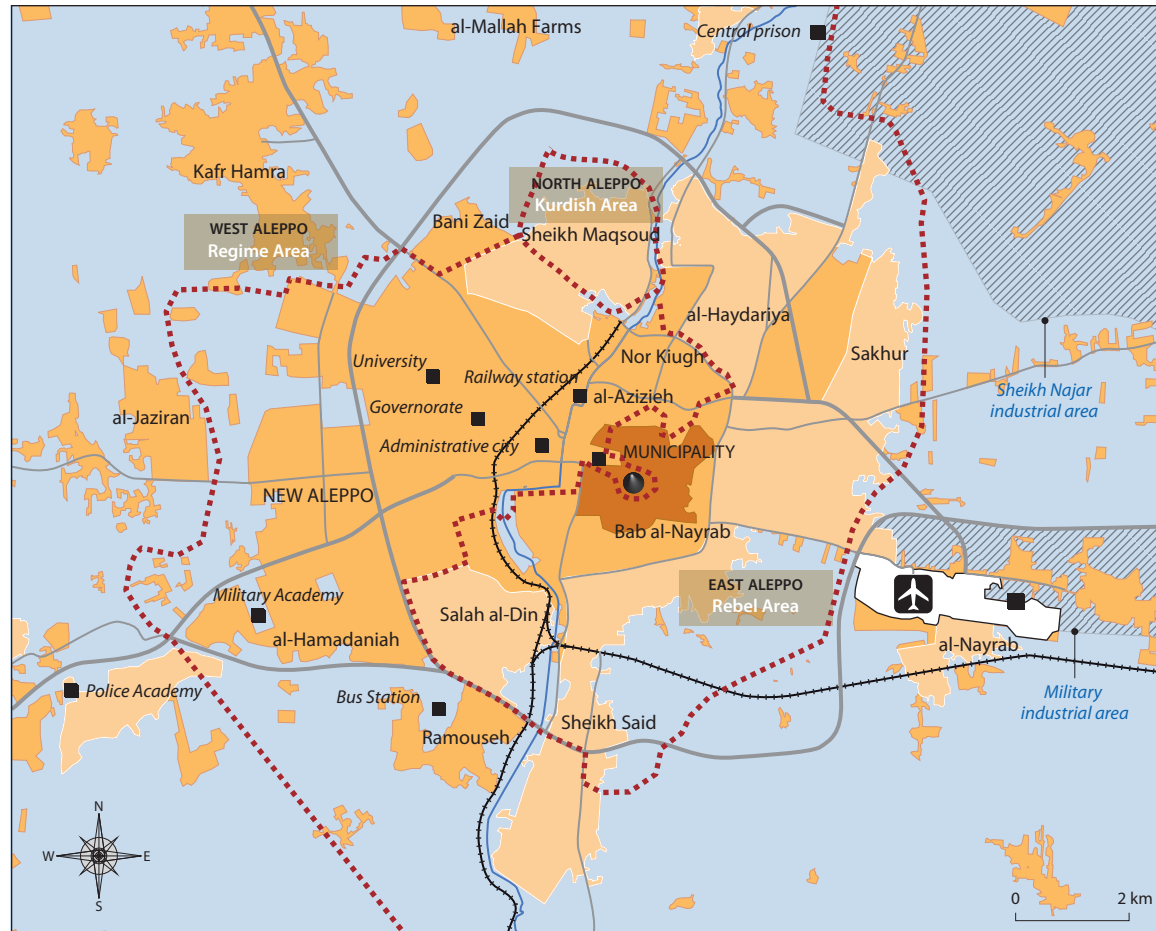 al-Mallah Farms
Central prison
Kafr Hamra
NORTH ALEPPO
Kurdish Area
WEST ALEPPO
Regime Area
Bani Zaid
Sheikh Maqsoud
al-Haydariya
Nor Kiugh
Sakhur
University
Railway station
Sheikh Najar
industrial area
al-Azizieh
Governorate
al-Jaziran
Administrative city
MUNICIPALITY
NEW ALEPPO
Bab al-Nayrab
EAST ALEPPO
Rebel Area
Military Academy
Salah al-Din
al-Hamadaniah
al-Nayrab
Police Academy
Bus Station
Military
industrial area
Sheikh Said
Ramouseh
N
W
E
S
0
2 km